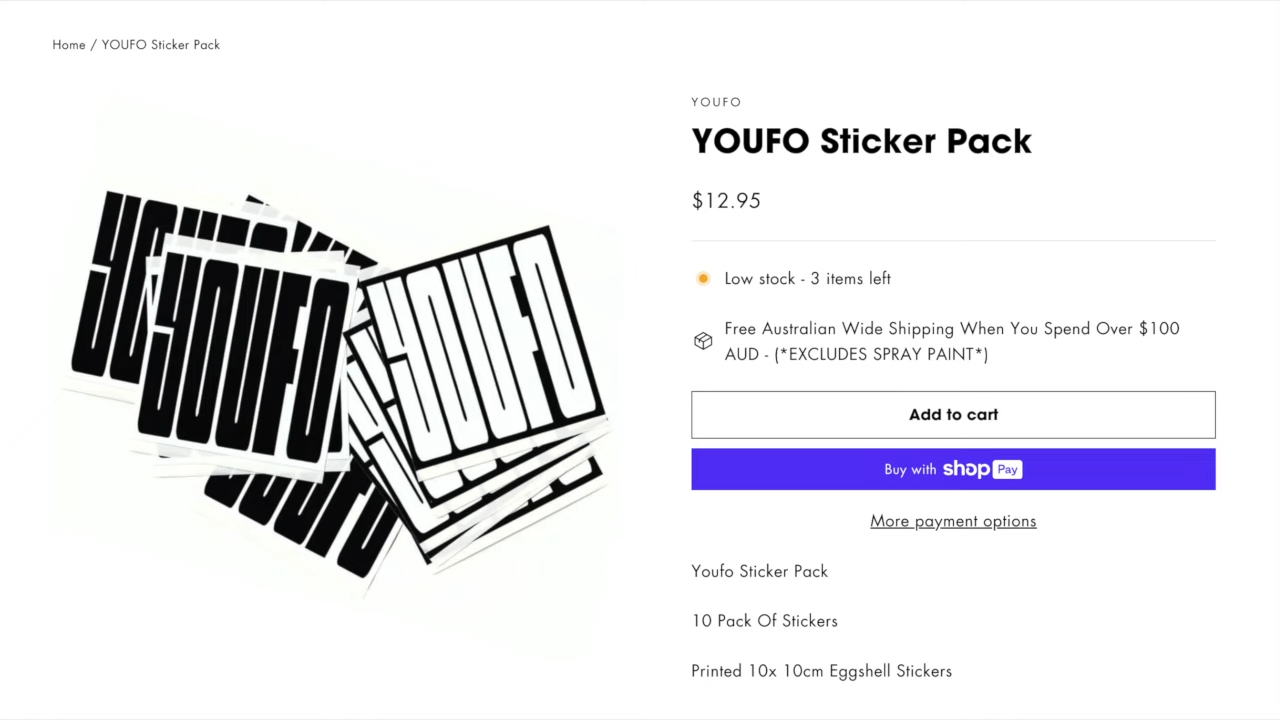 Home / YOUFO Sticker Pack
YOUFO
YOUFO Sticker Pack
$12.95
Low stock - 3 items left
Free Australian Wide Shipping When You Spend Over $100
AUD - (*EXCLUDES SPRAY PAINT*)
Add to cart
Buy with shop Pay
More payment options
Youfo Sticker Pack
10 Pack Of Stickers
Printed 10x 10cm Eggshell Stickers
YOUFO
YOUFO